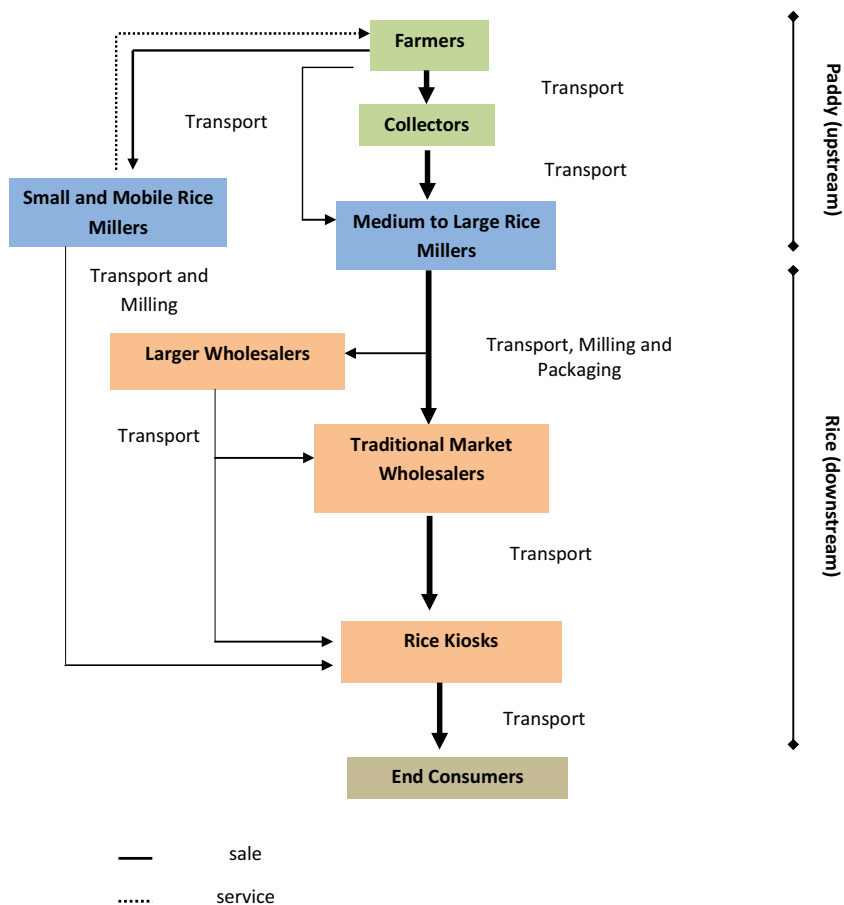 Farmers
Transport
Transport
Collectors
Transport
Small and Mobile Rice
Millers
Medium to Large Rice
Millers
Paddy (upstream)
Transport and
Milling
Larger Wholesalers
Transport, Milling and
Packaging
Transport
Traditional Market
Wholesalers
Rice (downstream)
Transport
Rice Kiosks
Transport
End Consumers
sale
service